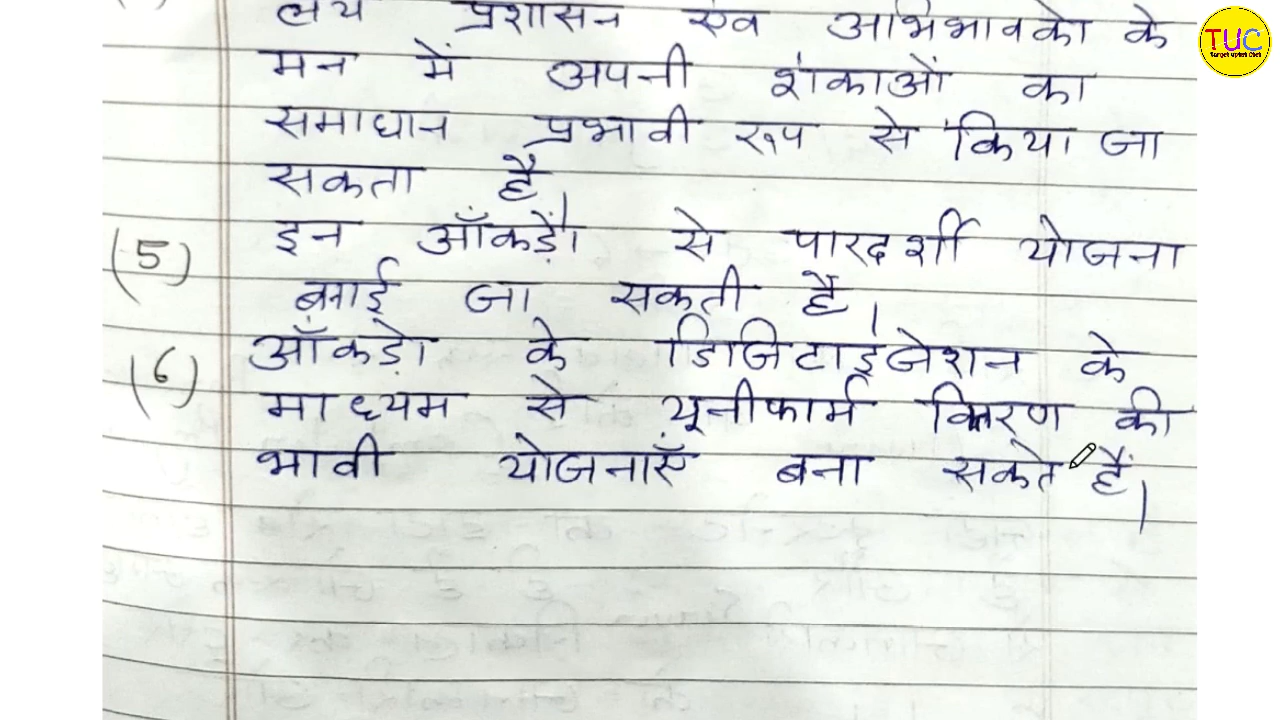 लय प्रशासन एंव अभिभावको के
TUC
मन में अपनी शंकाओं का
समाधान प्रभावी रूप से किया जा
सकता है।
(5) इन आँकड़ों से पारदर्शी योजना
बनाई जा सकती है।
(6) आँकड़ो के डिजिटाइजेशन के
माध्यम से यूनीफार्म वितरण की
भावी योजनाएँ बना सकते हैं।